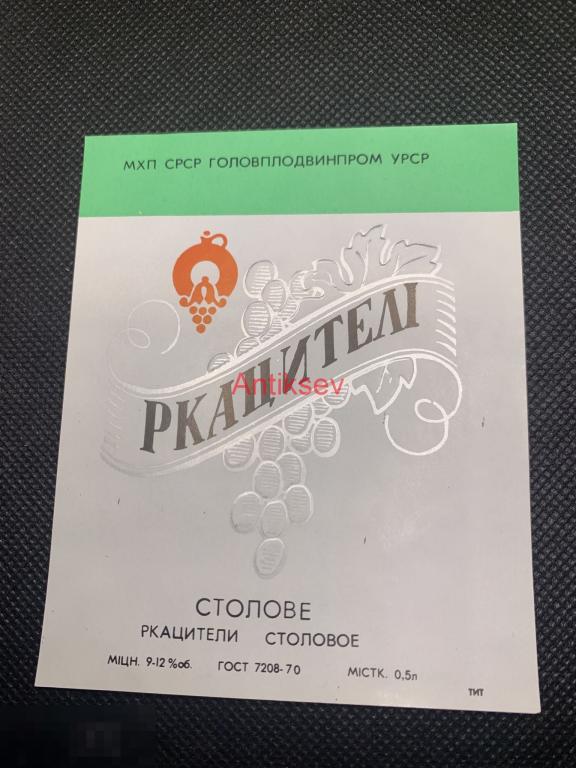 МХП СРСР ГОЛОВПЛОДВИНПРОМ УРСР
РКАЦИТЕЛІ
Antiksev
СТОЛОВЕ
РКАЦИТЕЛИ СТОЛОВОЕ
МІЦН. 9-12 %об. ГОСТ 7208-70 МІСТК. 0,5л
ТИТ